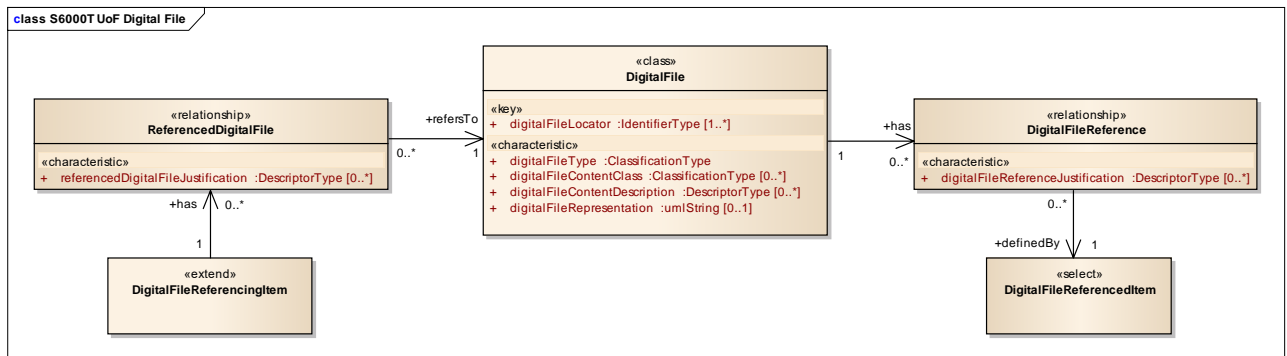 class S6000T UoF Digital File
«relationship»
ReferencedDigitalFile
«characteristic»
+ referencedDigitalFileJustification :DescriptorType [0..*]
+refersTo
0..*
1
«class»
DigitalFile
«key»
+ digitalFileLocator :IdentifierType [1..*]
«characteristic»
+ digitalFileType :ClassificationType
+ digitalFileContentClass :ClassificationType [0..*]
+ digitalFileContentDescription :DescriptorType [0..*]
+ digitalFileRepresentation :umlString [0..1]
+has
1
0..*
«relationship»
DigitalFileReference
«characteristic»
+ digitalFileReferenceJustification :DescriptorType [0..*]
+has
0..*
1
«extend»
DigitalFileReferencingItem
0..*
+definedBy
1
«select»
DigitalFileReferencedItem